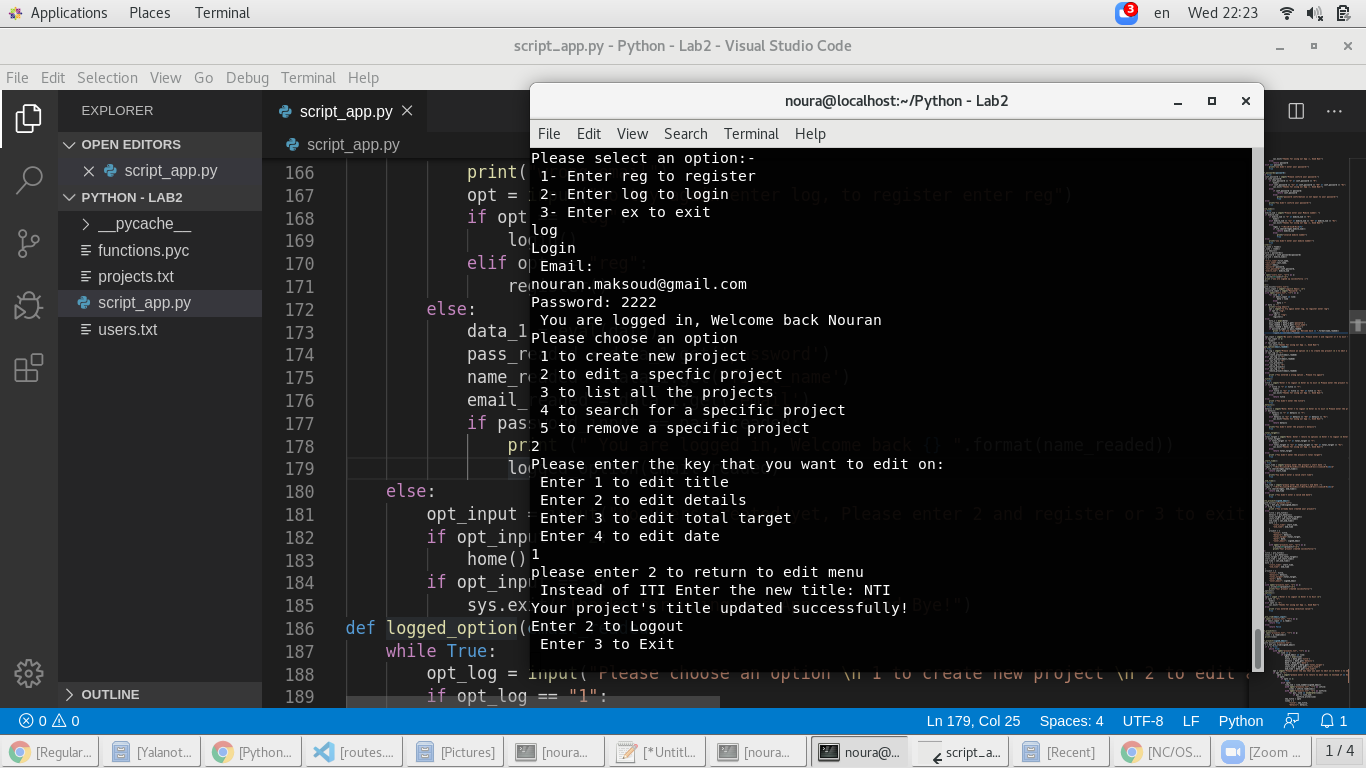 Applications Places Terminal 3 en Wed 22:23
script_app.py - Python - Lab2 - Visual Studio Code
File Edit Selection View Go Debug Terminal Help
EXPLORER
OPEN EDITORS
script_app.py
PYTHON - LAB2
__pycache__
functions.pyc
projects.txt
script_app.py
users.txt
OUTLINE
script_app.py
script_app.py
166 print(
167 opt = i enter log, to register enter reg")
168 if opt
169 lo
170 elif op reg":
171 re
172 else:
173 data_1
174 pass_re assword')
175 name_re _name')
176 email_
177 if pas
178 pr logged in, Welcome back {} ".format(name_readed))
179 lo
180 else:
181 opt_input = yet, Please enter 2 and register or 3 to exit
182 if opt_inpu
183 home()
184 if opt_inpu
185 sys.ex Bye!")
186 def logged_option(
187 while True:
188 opt_log = input("Please choose an option \n 1 to create new project \n 2 to edit
189 if opt_log == "1":
noura@localhost:~/Python - Lab2
File Edit View Search Terminal Help
Please select an option:-
1- Enter reg to register
2- Enter log to login
3- Enter ex to exit
log
Login
Email:
nouran.maksoud@gmail.com
Password: 2222
You are logged in, Welcome back Nouran
Please choose an option
1 to create new project
2 to edit a specfic project
3 to list all the projects
4 to search for a specific project
5 to remove a specific project
2
Please enter the key that you want to edit on:
Enter 1 to edit title
Enter 2 to edit details
Enter 3 to edit total target
Enter 4 to edit date
1
please enter 2 to return to edit menu
Instead of ITI Enter the new title: NTI
Your project's title updated successfully!
Enter 2 to Logout
Enter 3 to Exit
0 0 Ln 179, Col 25 Spaces: 4 UTF-8 LF Python 1
[Regular... [Yalanot... [Python... [routes.... [Pictures] [noura... [*Untitl... [noura... noura@... script_a... [Recent] [NC/OS... [Zoom ... 1 / 4